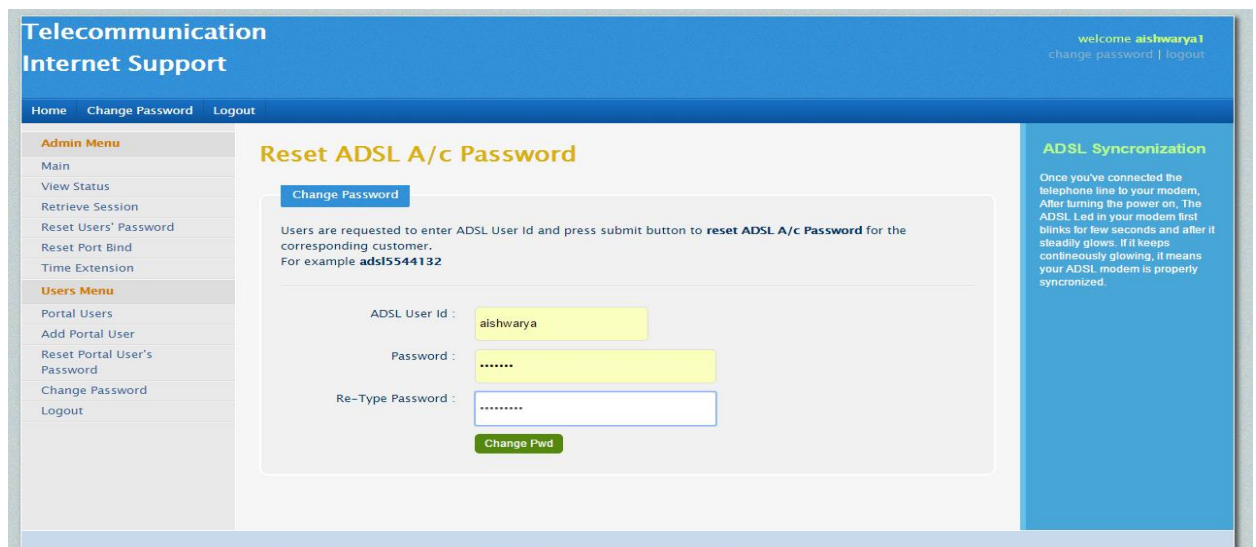 Telecommunication
Internet Support
welcome aishwarya1
change password | logout
Home Change Password Logout
Admin Menu
Main
View Status
Retrieve Session
Reset Users' Password
Reset Port Bind
Time Extension
Users Menu
Portal Users
Add Portal User
Reset Portal User's
Password
Change Password
Logout
Reset ADSL A/c Password
Change Password
Users are requested to enter ADSL User Id and press submit button to reset ADSL A/c Password for the
corresponding customer.
For example adsl5544132
ADSL User Id :
aishwarya
Password :
•••••••
Re-Type Password :
•••••••••
Change Pwd
ADSL Syncronization
Once you've connected the
telephone line to your modem,
After turning the power on, The
ADSL Led in your modem first
blinks for few seconds and after it
steadily glows. If it keeps
contineously glowing, it means
your ADSL modem is properly
syncronized.